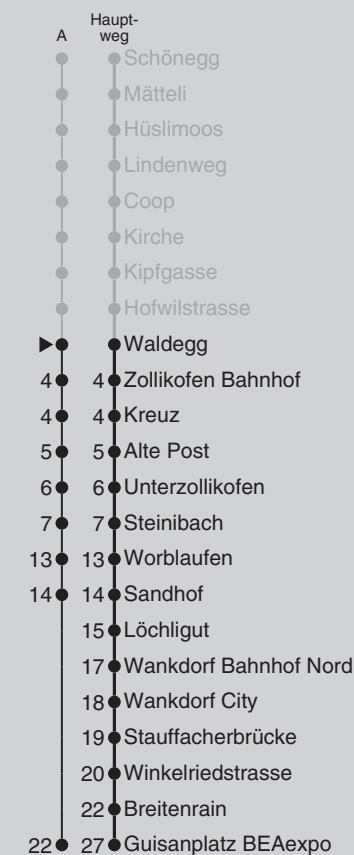 A Haupt-
weg
Schönegg
Mätteli
Hüslimoos
Lindenweg
Coop
Kirche
Kipfgasse
Hofwilstrasse
Waldegg
4 4 Zollikofen Bahnhof
4 4 Kreuz
5 5 Alte Post
6 6 Unterzollikofen
7 7 Steinibach
13 13 Worblaufen
14 14 Sandhof
15 Löchligut
17 Wankdorf Bahnhof Nord
18 Wankdorf City
19 Stauffacherbrücke
20 Winkelriedstrasse
22 Breitenrain
22 27 Guisanplatz BEAexpo